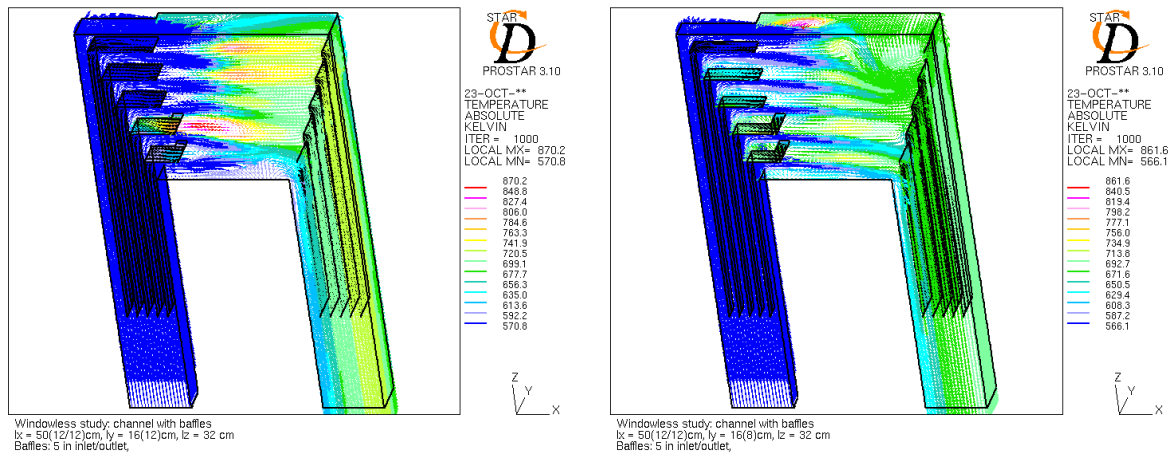 STAR
D
PROSTAR 3.10
23-OCT-**
TEMPERATURE
ABSOLUTE
KELVIN
ITER = 1000
LOCAL MX= 870.2
LOCAL MN= 570.8
870.2
848.8
827.4
806.0
784.6
763.3
741.9
720.5
699.1
677.7
656.3
635.0
613.6
592.2
570.8
Z
Y
X
Windowless study: channel with baffles
lx = 50(12/12)cm, ly = 16(12)cm, lz = 32 cm
Baffles: 5 in inlet/outlet,
STAR
D
PROSTAR 3.10
23-OCT-**
TEMPERATURE
ABSOLUTE
KELVIN
ITER = 1000
LOCAL MX= 861.6
LOCAL MN= 566.1
861.6
840.5
819.4
798.2
777.1
756.0
734.9
713.8
692.7
671.6
650.5
629.4
608.3
587.2
566.1
Z
Y
X
Windowless study: channel with baffles
lx = 50(12/12)cm, ly = 16(8)cm, lz = 32 cm
Baffles: 5 in inlet/outlet,